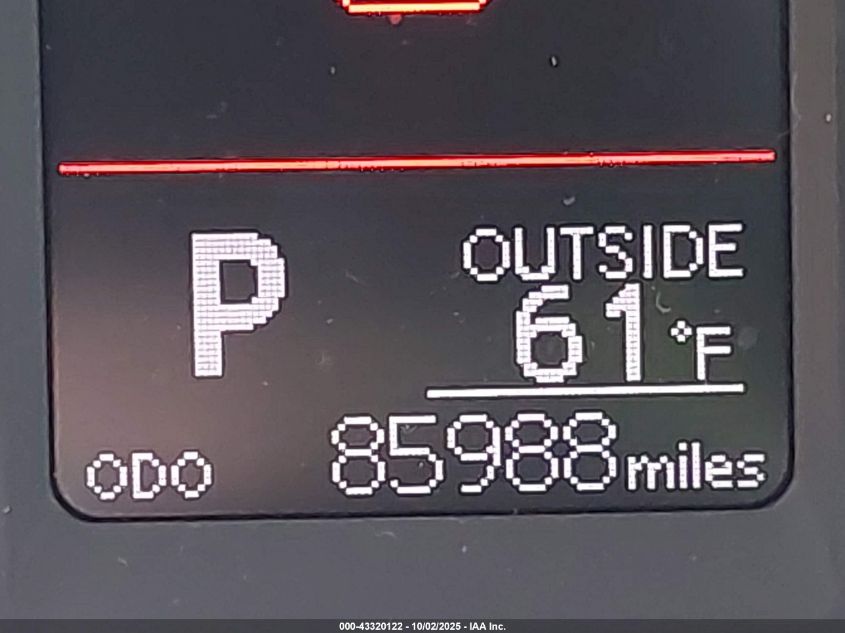 P
OUTSIDE
61°F
ODO 85988 miles
000-43320122 - 10/02/2025 - IAA Inc.